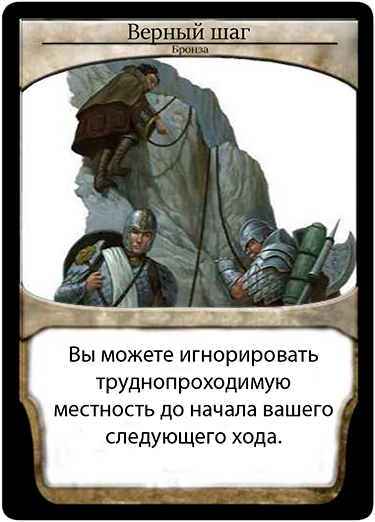 Верный шаг
Бронза
Вы можете игнорировать
труднопроходимую
местность до начала вашего
следующего хода.